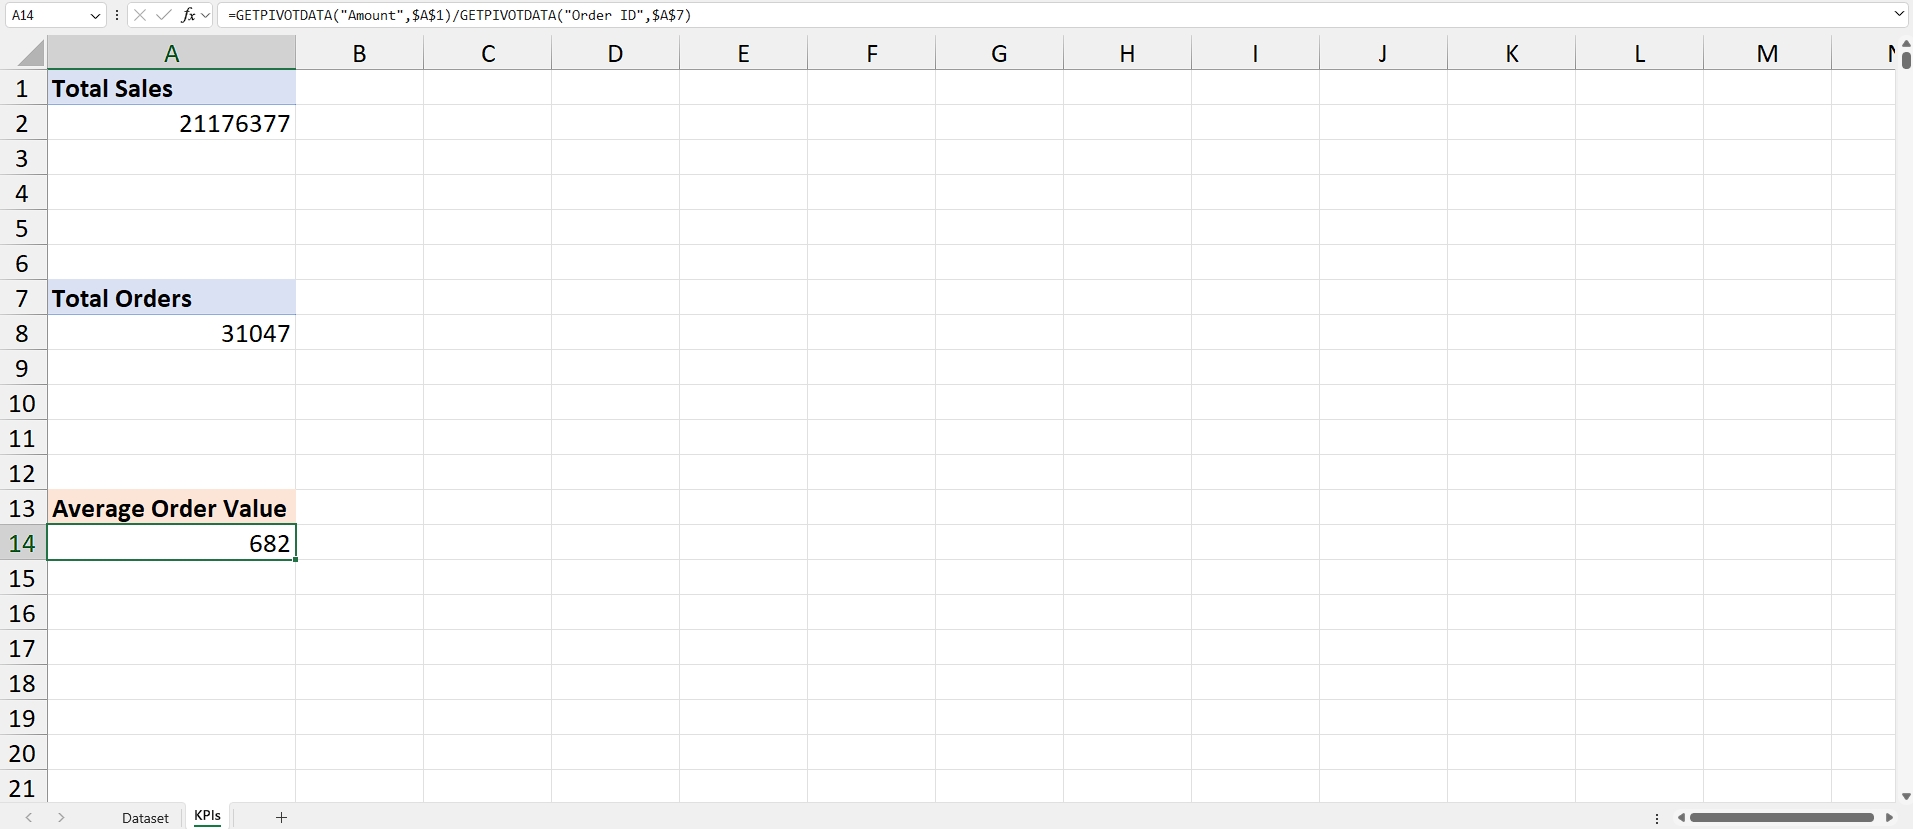 A14
fx
=GETPIVOTDATA("Amount",$A$1)/GETPIVOTDATA("Order ID",$A$7)
A B C D E F G H I J K L M
1 Total Sales
2 21176377
3
4
5
6
7 Total Orders
8 31047
9
10
11
12
13 Average Order Value
14 682
15
16
17
18
19
20
21
Dataset KPIs +